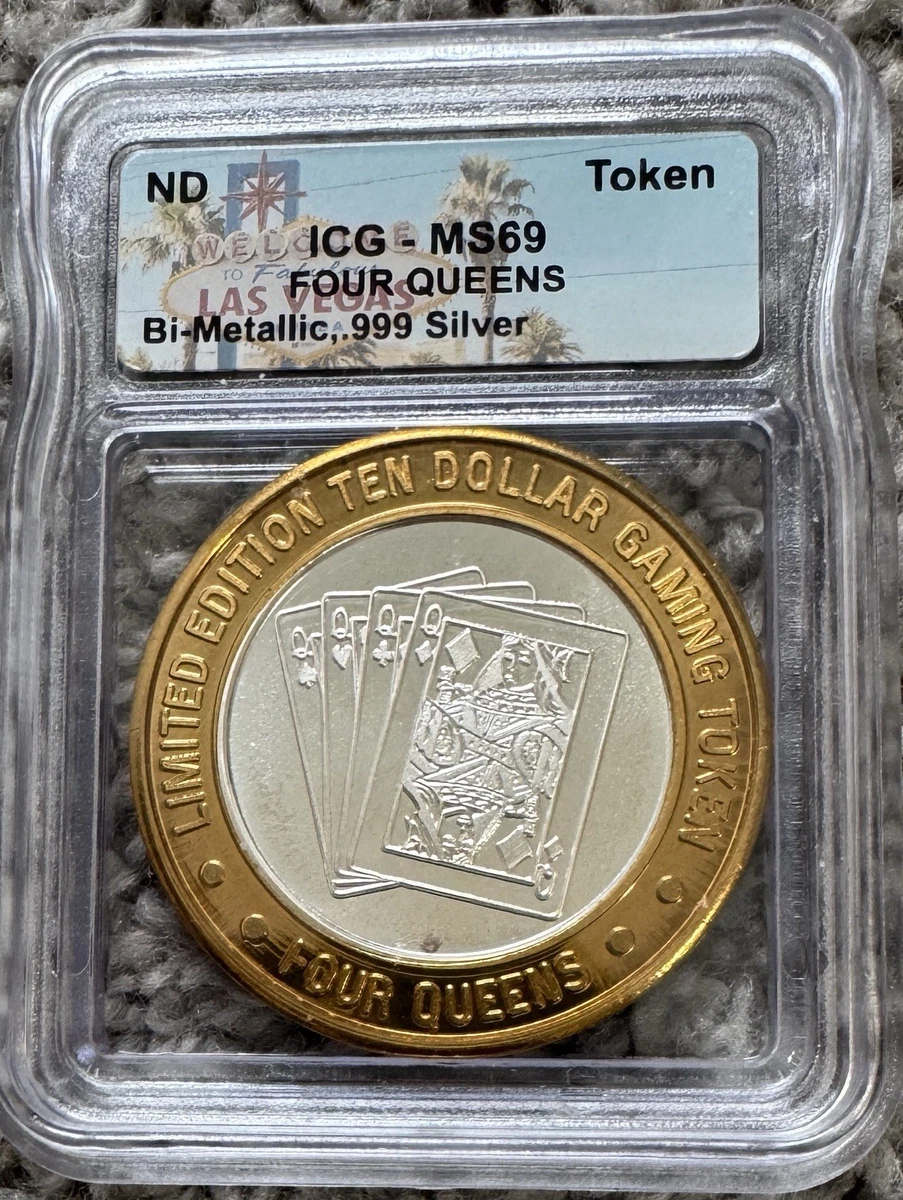 ND
Token
WELCOME
TO Fabulous
LAS VEGAS
ICG - MS69
FOUR QUEENS
Bi-Metallic,.999 Silver
LIMITED EDITION TEN DOLLAR GAMING TOKEN
Q
Q
Q
Q
Q
FOUR QUEENS